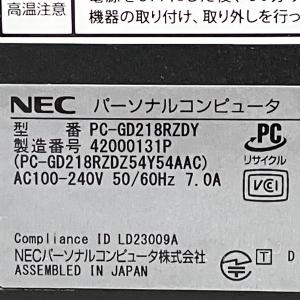 高温注意
機器の取り付け、取り外しを行っ
NEC パーソナルコンピュータ
型 番 PC-GD218RZDY
製造番号 42000131P
(PC-GD218RZDZ54Y54AAC)
AC100-240V 50/60Hz 7.0A
PC
リサイクル
VCI
Compliance ID LD23009A
NECパーソナルコンピュータ株式会社
ASSEMBLED IN JAPAN
T D